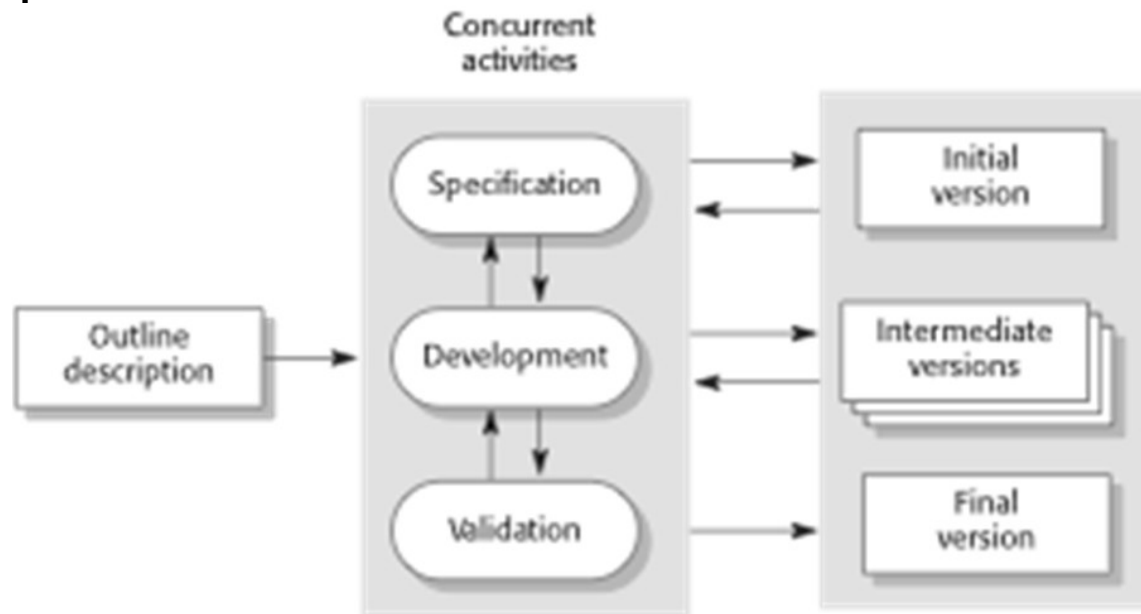 Concurrent
activities
Specification
Initial
version
Outline
description
Development
Intermediate
versions
Validation
Final
version